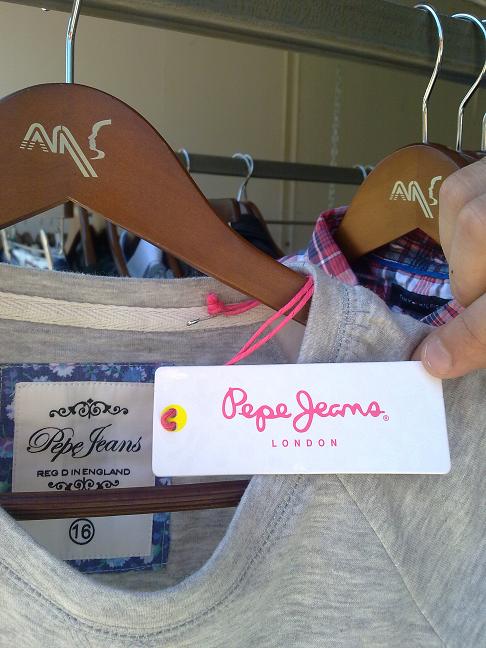 Pepe Jeans®
LONDON
Pepe Jeans
REG D IN ENGLAND
16